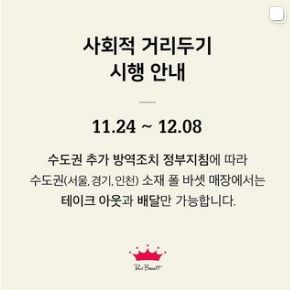 사회적 거리두기
시행 안내
11.24 ~ 12.08
수도권 추가 방역조치 정부지침에 따라
수도권(서울,경기,인천) 소재 폴 바셋 매장에서는
테이크 아웃과 배달만 가능합니다.
Paul Bassett